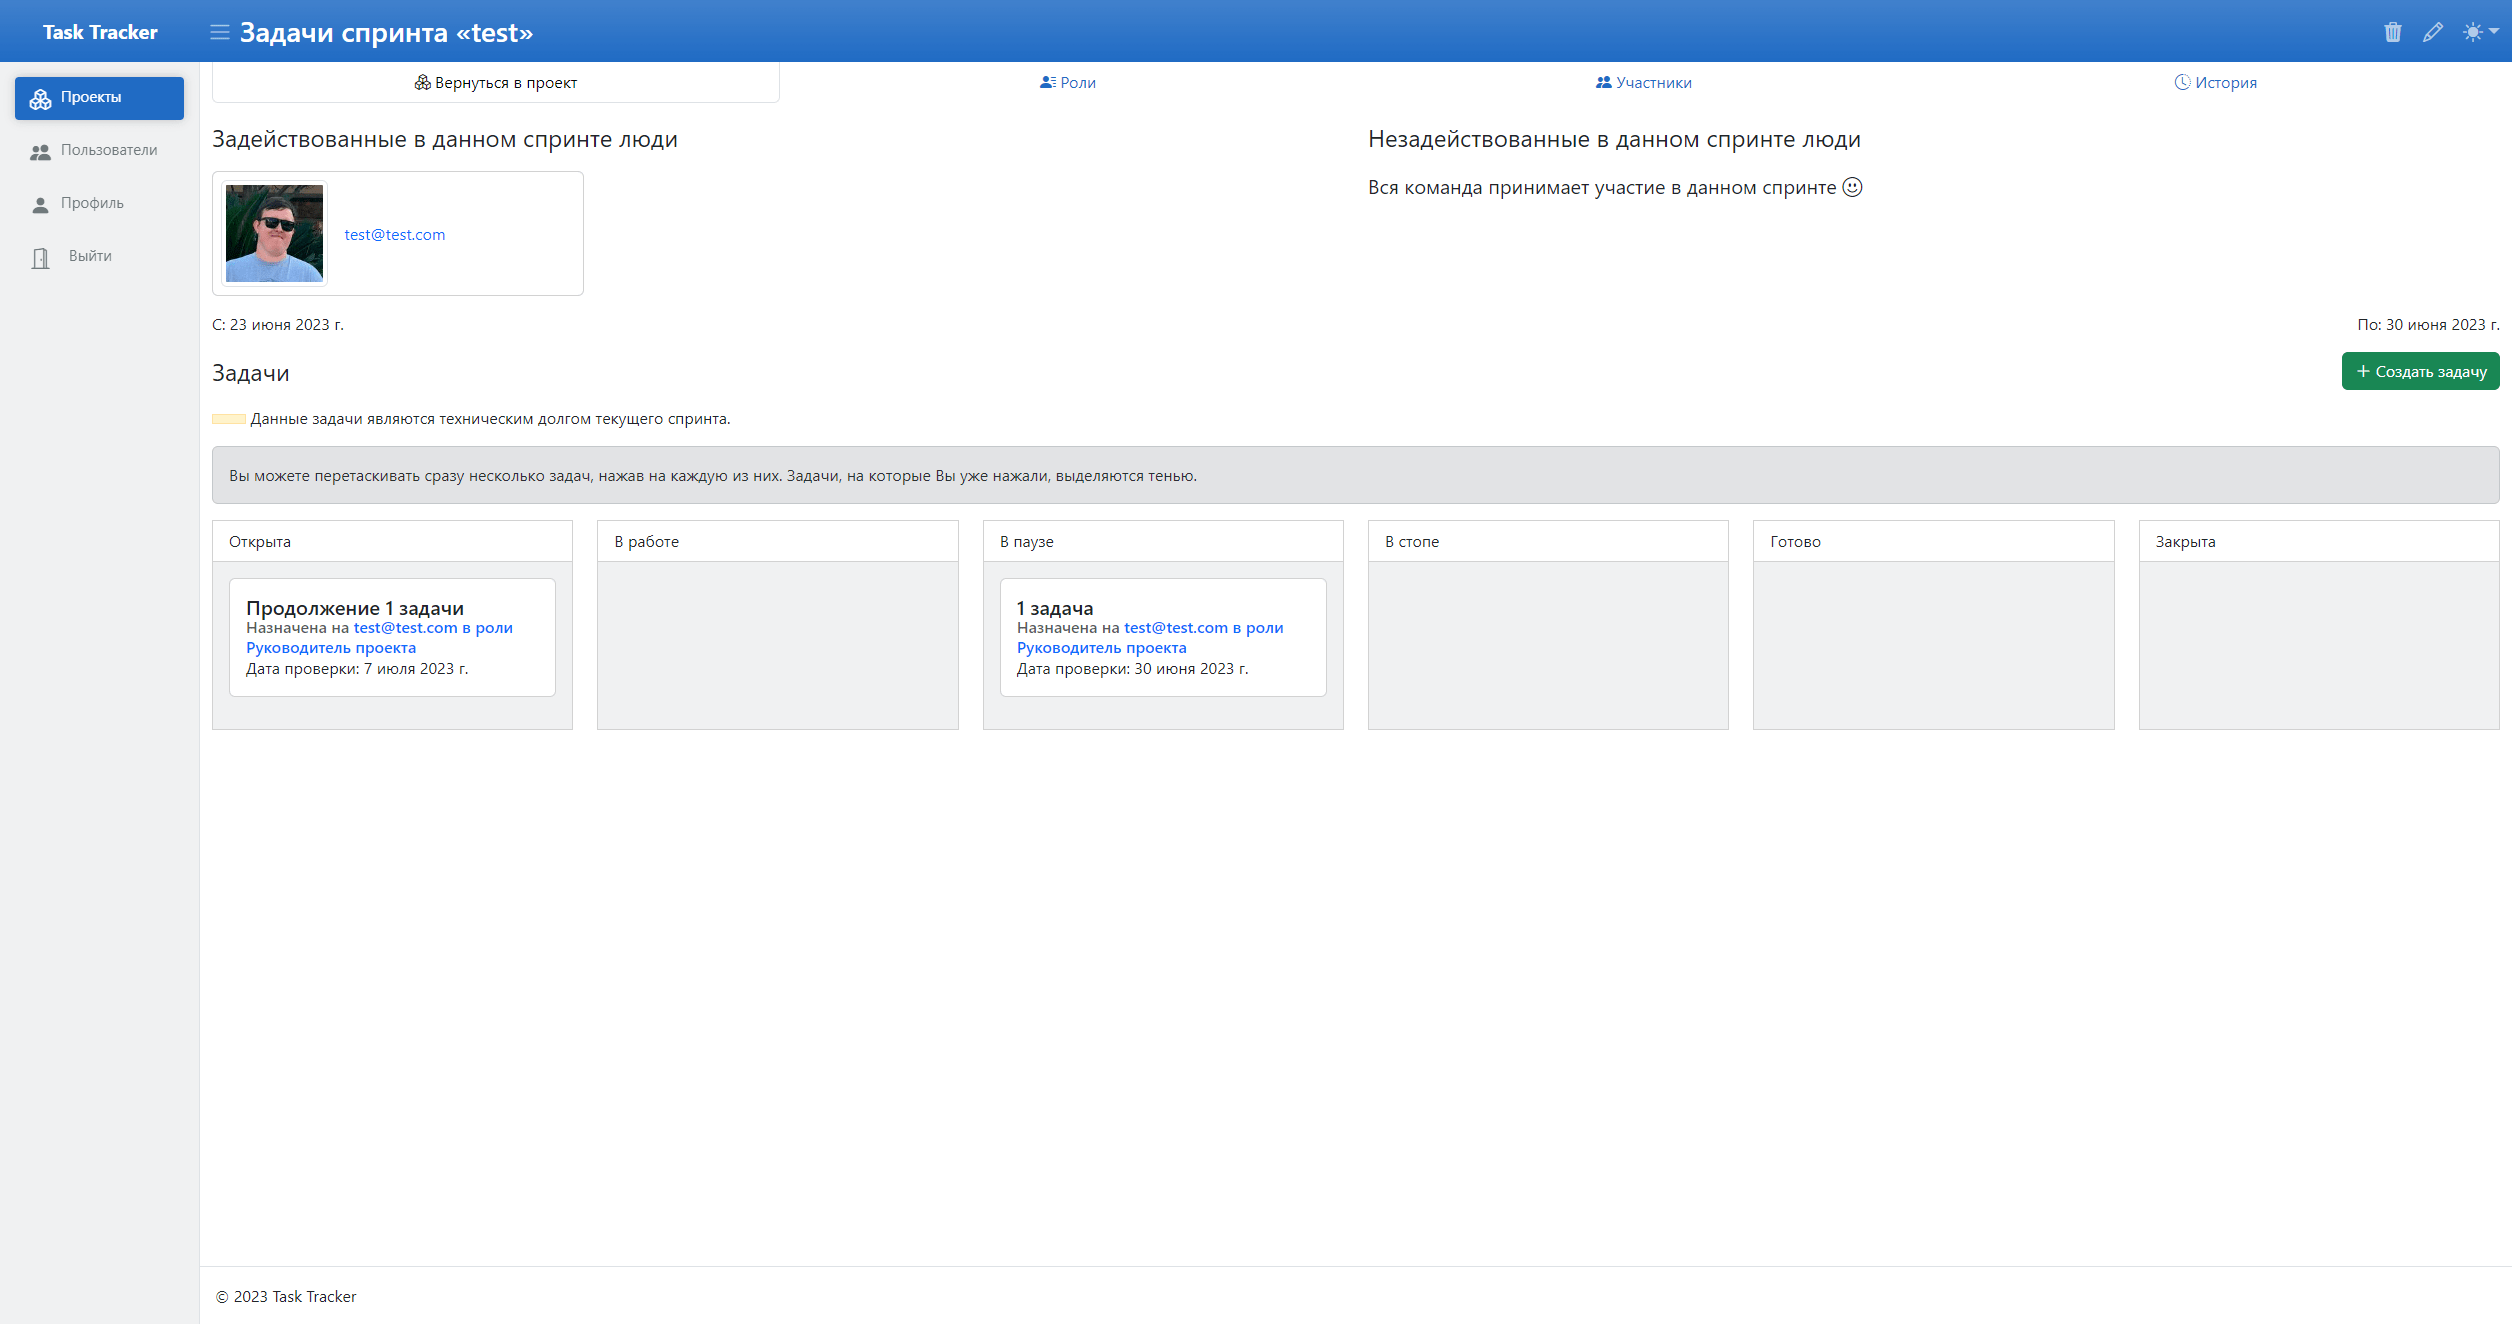 Task Tracker
Задачи спринта «test»
Проекты
Пользователи
Профиль
Выйти
Вернуться в проект
Роли
Участники
История
Задействованные в данном спринте люди
test@test.com
Незадействованные в данном спринте люди
Вся команда принимает участие в данном спринте
С: 23 июня 2023 г.
По: 30 июня 2023 г.
Задачи
Создать задачу
Данные задачи являются техническим долгом текущего спринта.
Вы можете перетаскивать сразу несколько задач, нажав на каждую из них. Задачи, на которые Вы уже нажали, выделяются тенью.
Открыта
Продолжение 1 задачи
Назначена на test@test.com в роли
Руководитель проекта
Дата проверки: 7 июля 2023 г.
В работе
В паузе
1 задача
Назначена на test@test.com в роли
Руководитель проекта
Дата проверки: 30 июня 2023 г.
В стопе
Готово
Закрыта
© 2023 Task Tracker